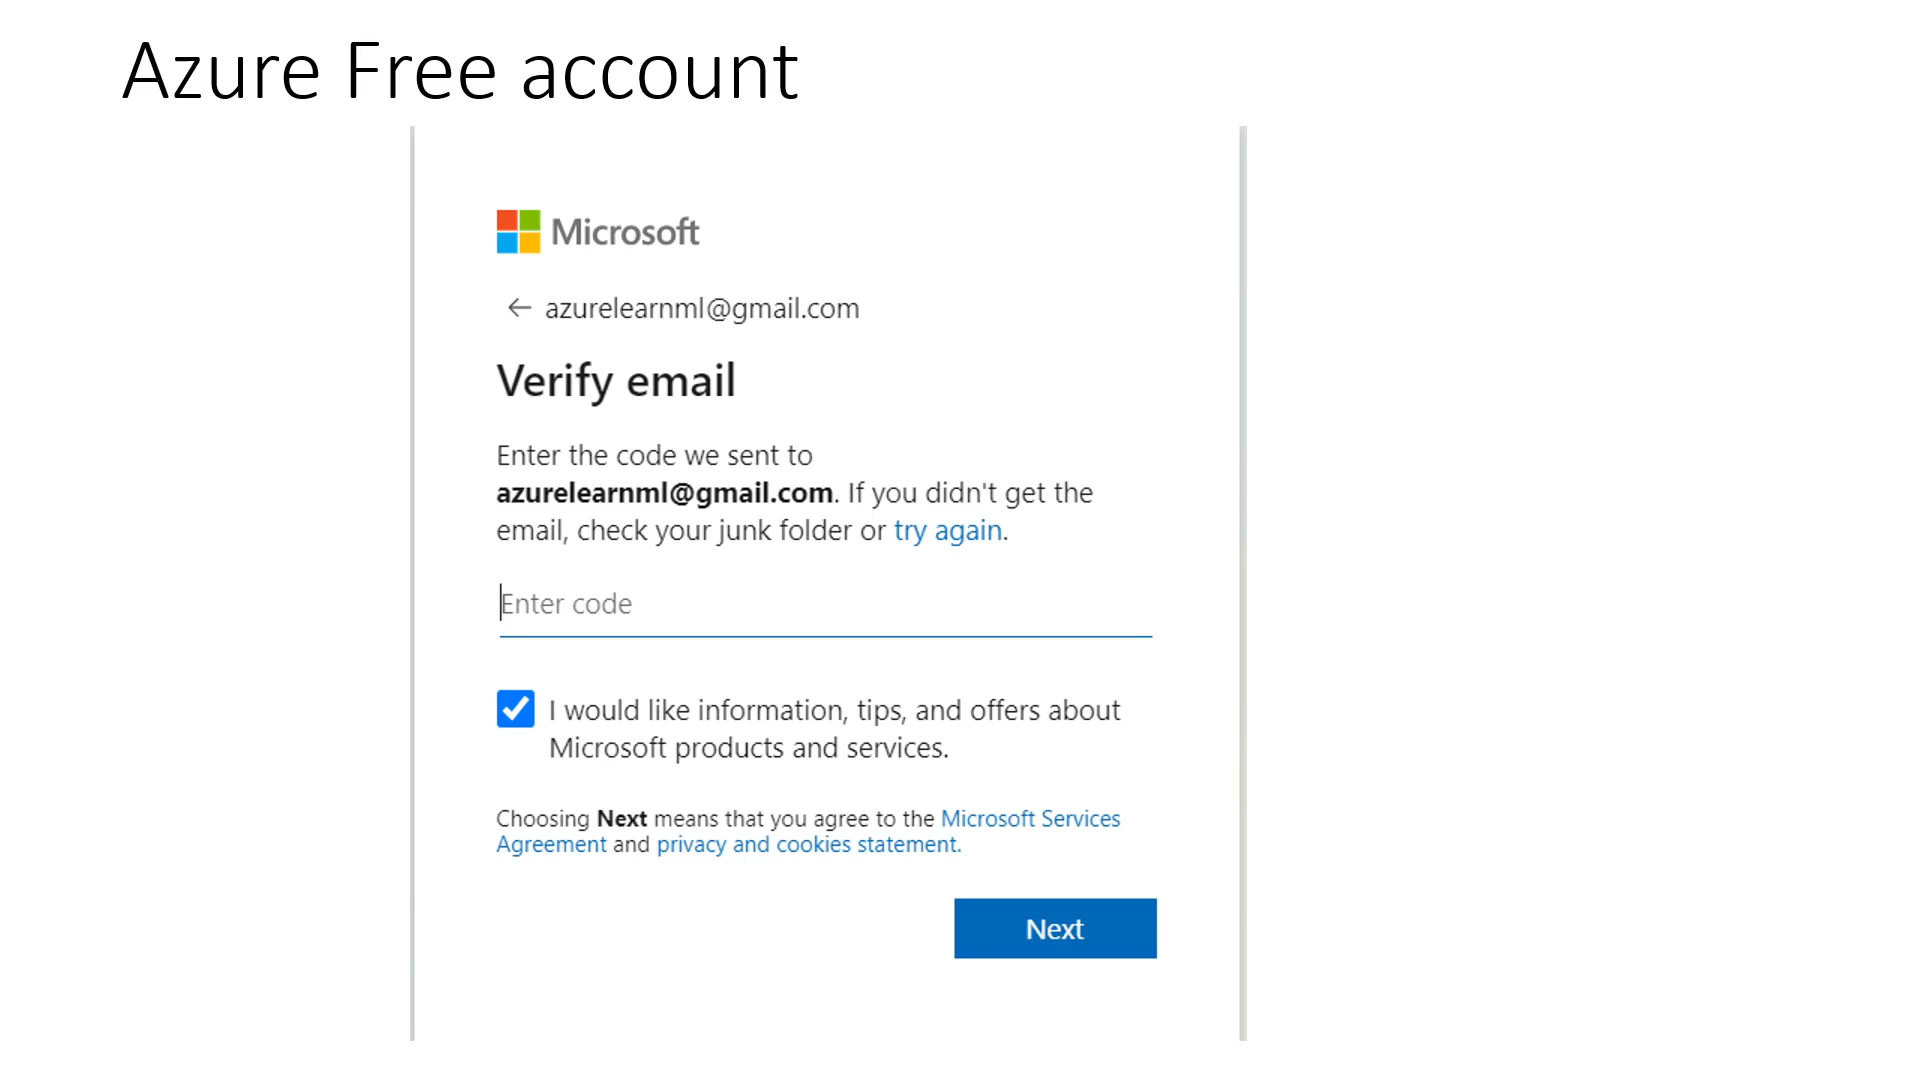 Azure Free account
Microsoft
← azurelearnml@gmail.com
Verify email
Enter the code we sent to
azurelearnml@gmail.com. If you didn't get the
email, check your junk folder or try again.
Enter code
I would like information, tips, and offers about
Microsoft products and services.
Choosing Next means that you agree to the Microsoft Services
Agreement and privacy and cookies statement.
Next